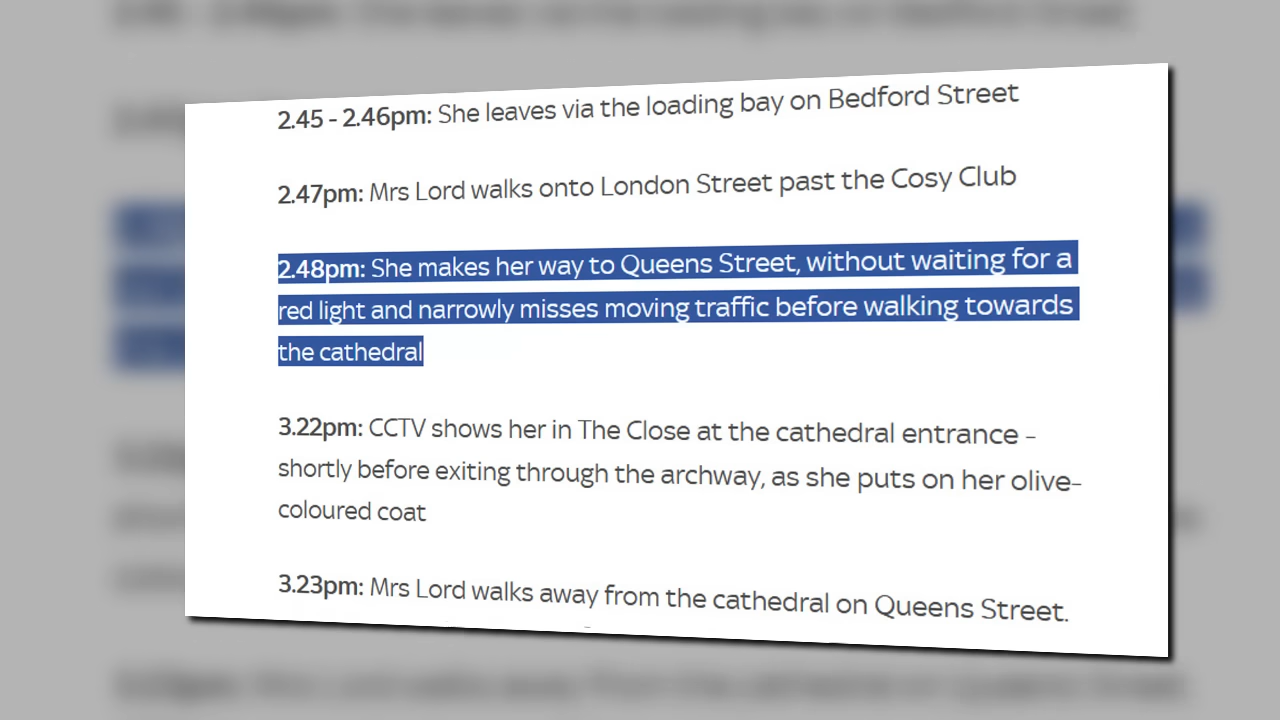 2.45 - 2.46pm: She leaves via the loading bay on Bedford Street
2.47pm: Mrs Lord walks onto London Street past the Cosy Club
2.48pm: She makes her way to Queens Street, without waiting for a
red light and narrowly misses moving traffic before walking towards
the cathedral
3.22pm: CCTV shows her in The Close at the cathedral entrance –
shortly before exiting through the archway, as she puts on her olive-
coloured coat
3.23pm: Mrs Lord walks away from the cathedral on Queens Street.